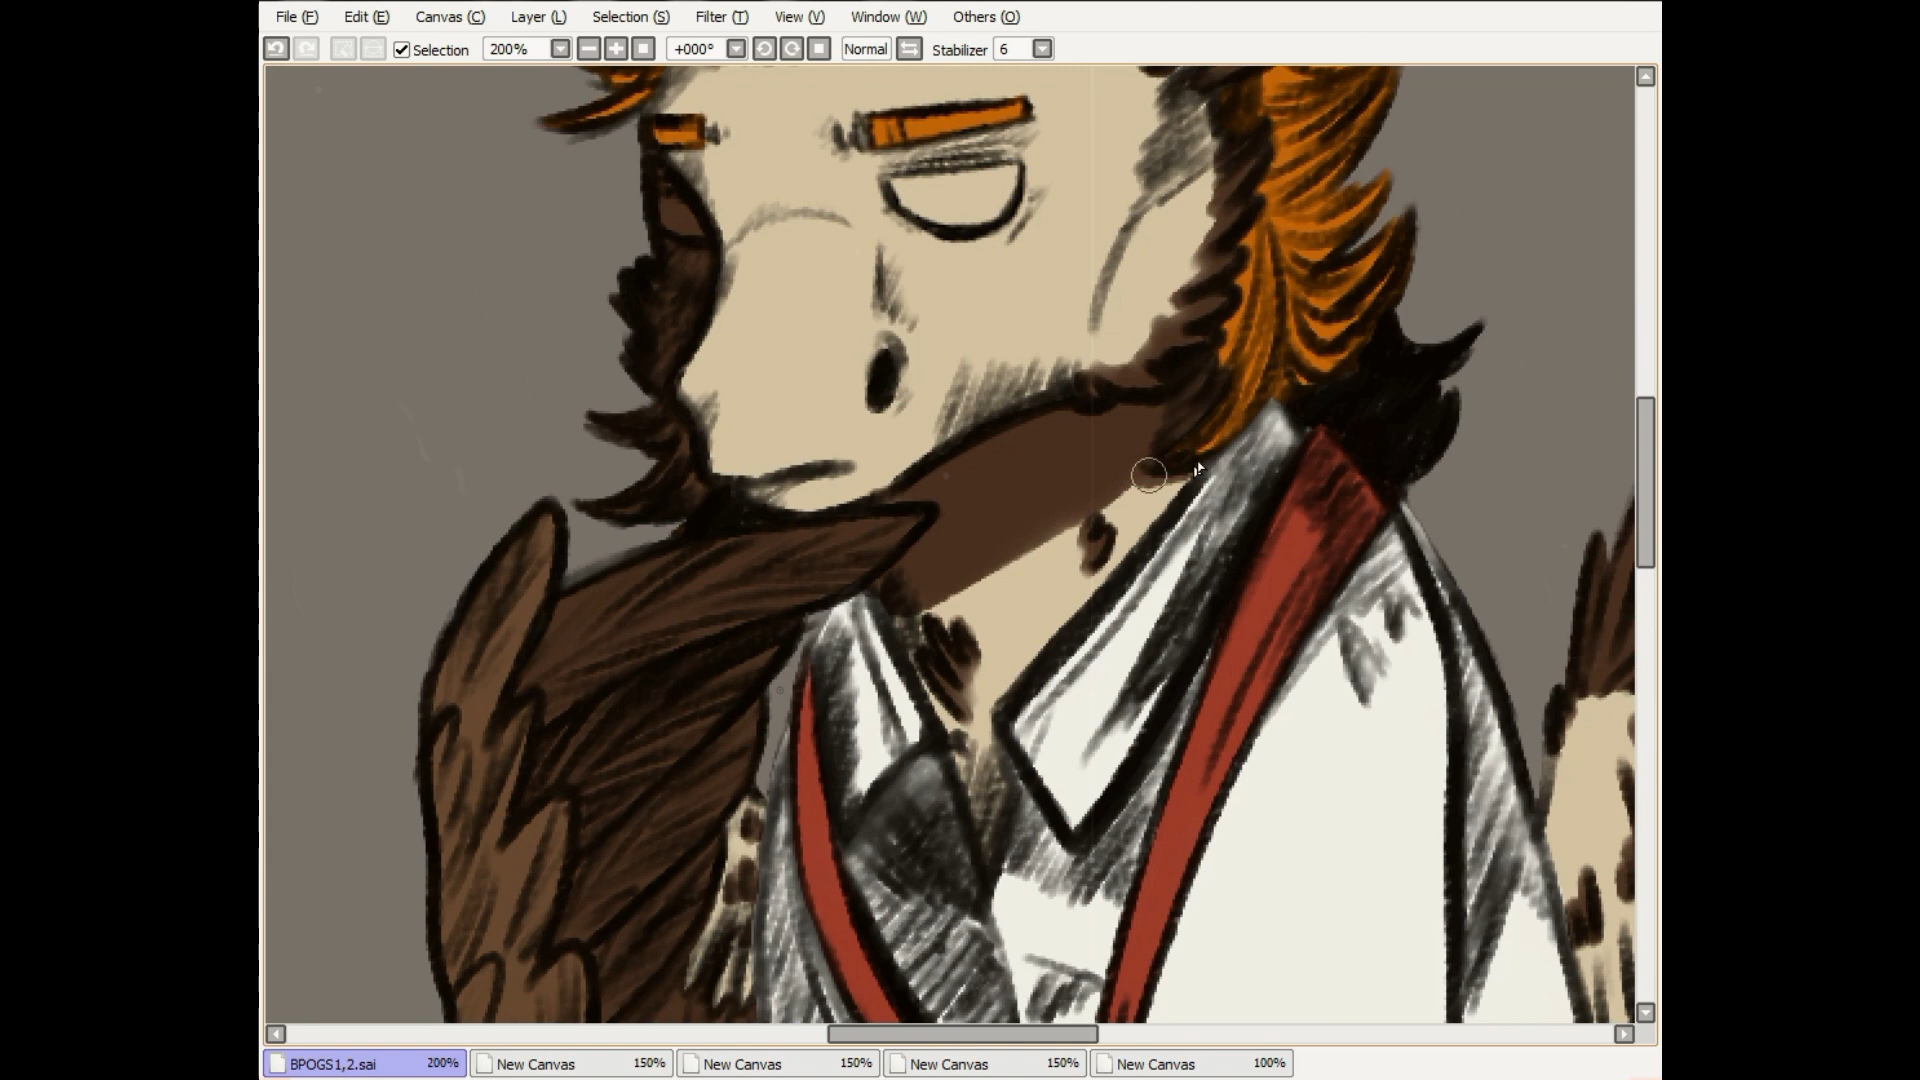 File (F) Edit (E) Canvas (C) Layer (L) Selection (S) Filter (T) View (V) Window (W) Others (O)
Selection 200% +000° Normal Stabilizer 6
BPOGS1,2.sai 200% New Canvas 150% New Canvas 150% New Canvas 150% New Canvas 100%